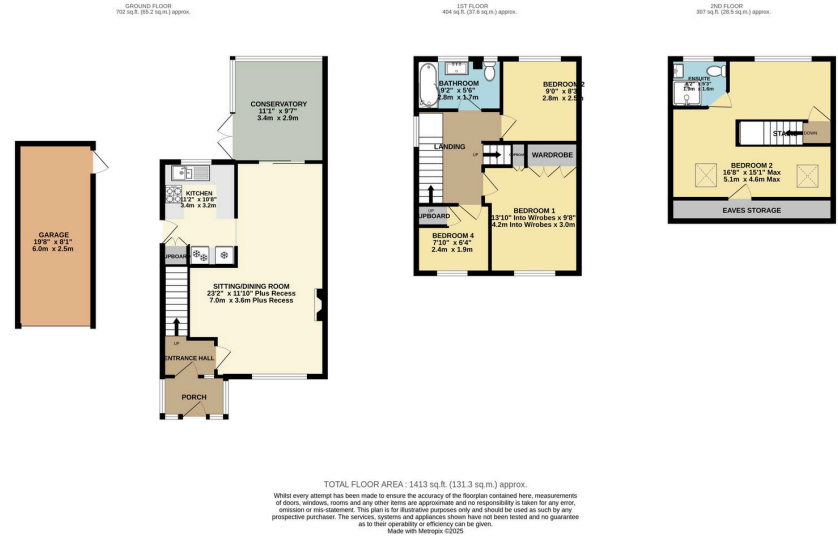 GROUND FLOOR
702 sq.ft. (65.2 sq.m.) approx.
1ST FLOOR
404 sq.ft. (37.6 sq.m.) approx.
2ND FLOOR
307 sq.ft. (28.5 sq.m.) approx.
CONSERVATORY
11'1" x 9'7"
3.4m x 2.9m
KITCHEN
11'2" x 10'8"
3.4m x 3.2m
GARAGE
19'8" x 8'1"
6.0m x 2.5m
UPBOARD
SITTING/DINING ROOM
23'2" x 11'10" Plus Recess
7.0m x 3.6m Plus Recess
UP
ENTRANCE HALL
PORCH
BATHROOM
9'2" x 5'6"
2.8m x 1.7m
BEDROOM 2
9'0" x 8'3"
2.8m x 2.5m
LANDING
UP
WARDROBE
BEDROOM 1
13'10" Into W/robes x 9'8"
4.2m Into W/robes x 3.0m
UP
UPBOARD
BEDROOM 4
7'10" x 6'4"
2.4m x 1.9m
ENSUITE
DOWN
BEDROOM 2
16'8" x 15'1" Max
5.1m x 4.6m Max
EAVES STORAGE
TOTAL FLOOR AREA : 1413 sq.ft. (131.3 sq.m.) approx.
Whilst every attempt has been made to ensure the accuracy of the floorplan contained here, measurements
of doors, windows, rooms and any other items are approximate and no responsibility is taken for any error,
omission or mis-statement. This plan is for illustrative purposes only and should be used as such by any
prospective purchaser. The services, systems and appliances shown have not been tested and no guarantee
as to their operability or efficiency can be given.
Made with Metropix ©2025